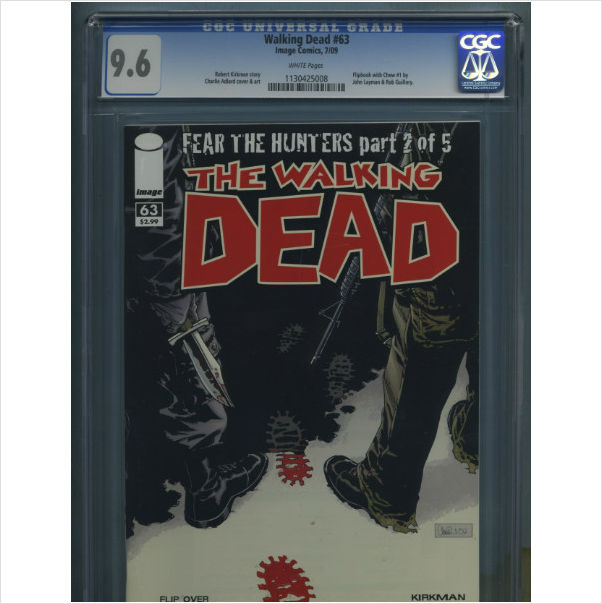 CGC UNIVERSAL GRADE
9.6
Walking Dead #63
Image Comics, 7/09
WHITE Pages
Robert Kirkman story
Charlie Adlard cover & art
1130425008
Flipbook with Chew #1 by
John Layman & Rob Guillory.
CGC
FEAR THE HUNTERS part 2 of 5
image
THE WALKING
DEAD
63
$2.99
FLIP OVER
KIRKMAN